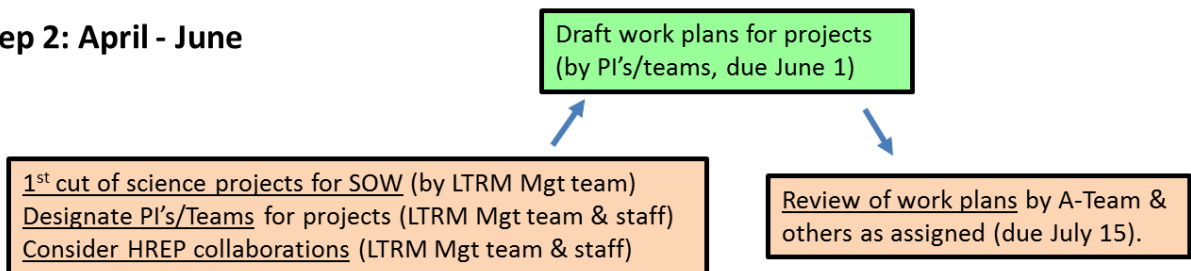 ep 2: April - June
Draft work plans for projects
(by PI's/teams, due June 1)
1st cut of science projects for SOW (by LTRM Mgt team)
Designate PI's/Teams for projects (LTRM Mgt team & staff)
Consider HREP collaborations (LTRM Mgt team & staff)
Review of work plans by A-Team &
others as assigned (due July 15).